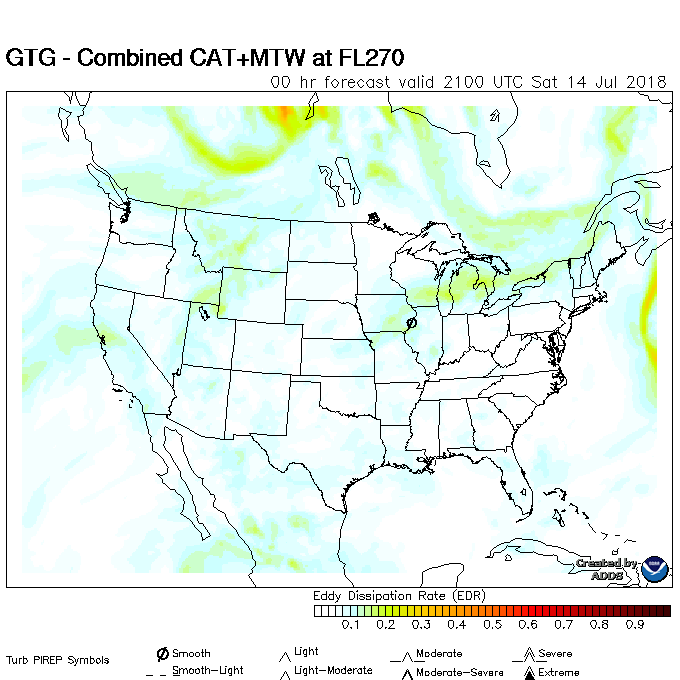 GTG - Combined CAT+MTW at FL270
00 hr forecast valid 2100 UTC Sat 14 Jul 2018
Created by
ADDS
Eddy Dissipation Rate (EDR)
0.1 0.2 0.3 0.4 0.5 0.6 0.7 0.8 0.9
Turb PIREP Symbols
Smooth Light Moderate Severe
Smooth-Light Light-Moderate Moderate-Severe Extreme